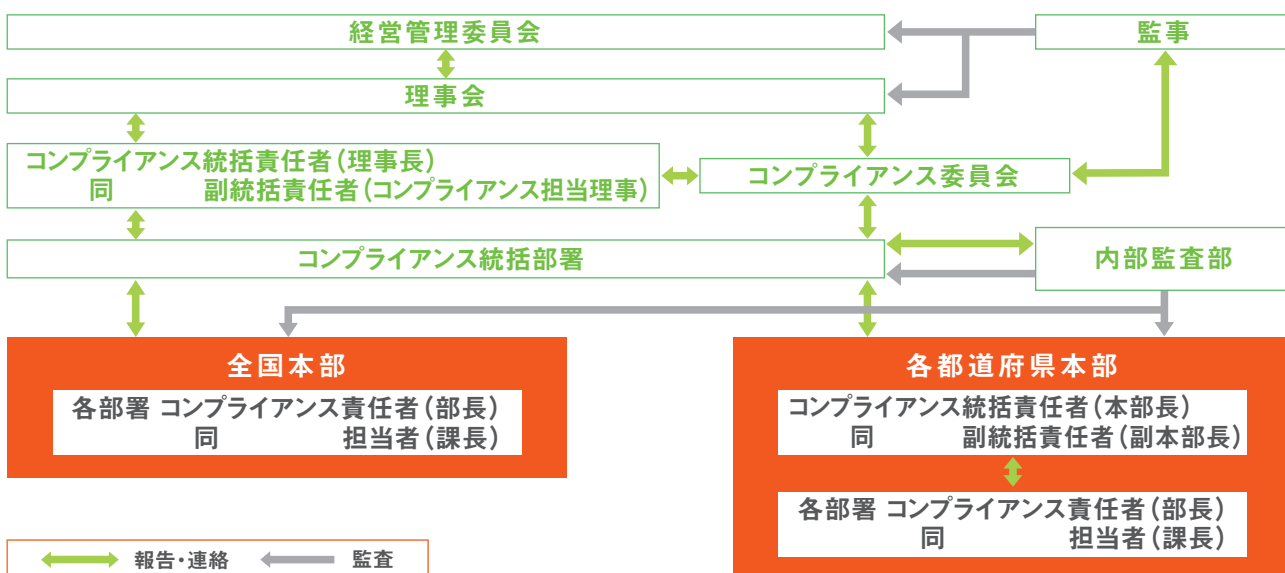 経営管理委員会
監事
理事会
コンプライアンス統括責任者(理事長)
同 副統括責任者(コンプライアンス担当理事)
コンプライアンス委員会
コンプライアンス統括部署
内部監査部
全国本部
各部署 コンプライアンス責任者(部長)
同 担当者(課長)
各都道府県本部
コンプライアンス統括責任者(本部長)
同 副統括責任者(副本部長)
各部署 コンプライアンス責任者(部長)
同 担当者(課長)
報告・連絡 監査